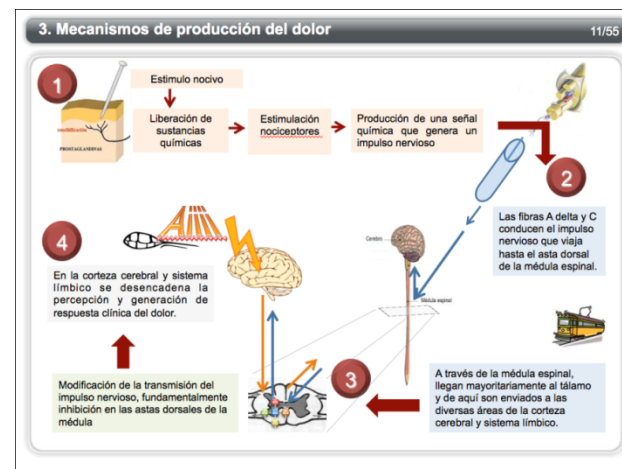 3. Mecanismos de producción del dolor
11/55
1
Estimulo nocivo
Liberación de
sustancias
químicas
Estimulación
nociceptores
Producción de una señal
química que genera un
impulso nervioso
PROSTAGLANDINAS
2
Las fibras A delta y C
conducen el impulso
nervioso que viaja
hasta el asta dorsal
de la médula espinal.
Aiiii
4
En la corteza cerebral y sistema
límbico se desencadena la
percepción y generación de
respuesta clínica del dolor.
Cerebro
Médula espinal
Modificación de la transmisión del
impulso nervioso, fundamentalmente
inhibición en las astas dorsales de la
médula
3
A través de la médula espinal,
llegan mayoritariamente al tálamo
y de aquí son enviados a las
diversas áreas de la corteza
cerebral y sistema límbico.